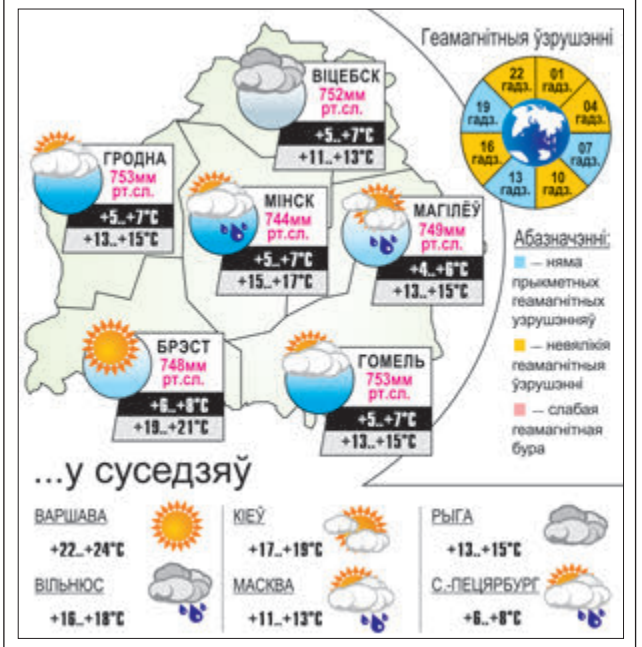 Геамагнітныя ўзрушэнні
22 гадз.
01 гадз.
04 гадз.
07 гадз.
10 гадз.
13 гадз.
16 гадз.
19 гадз.
ВІЦЕБСК
752мм
рт.сл.
+5..+7°C
+11..+13°C
ГРОДНА
753мм
рт.сл.
+5..+7°C
+13..+15°C
МІНСК
744мм
рт.сл.
+5..+7°C
+15..+17°C
МАГІЛЁЎ
749мм
рт.сл.
+4..+6°C
+13..+15°C
БРЭСТ
748мм
рт.сл.
+6..+8°C
+19..+21°C
ГОМЕЛЬ
753мм
рт.сл.
+5..+7°C
+13..+15°C
Абазначэнні:
— няма
прыкметных
геамагнітных
узрушэнняў
— невялікія
геамагнітныя
ўзрушэнні
— слабая
геамагнітная
бура
...у суседзяў
ВАРШАВА
+22..+24°C
КІЕЎ
+17..+19°C
РЫГА
+13..+15°C
ВІЛЬНЮС
+16..+18°C
МАСКВА
+11..+13°C
С.-ПЕЦЯРБУРГ
+6..+8°C